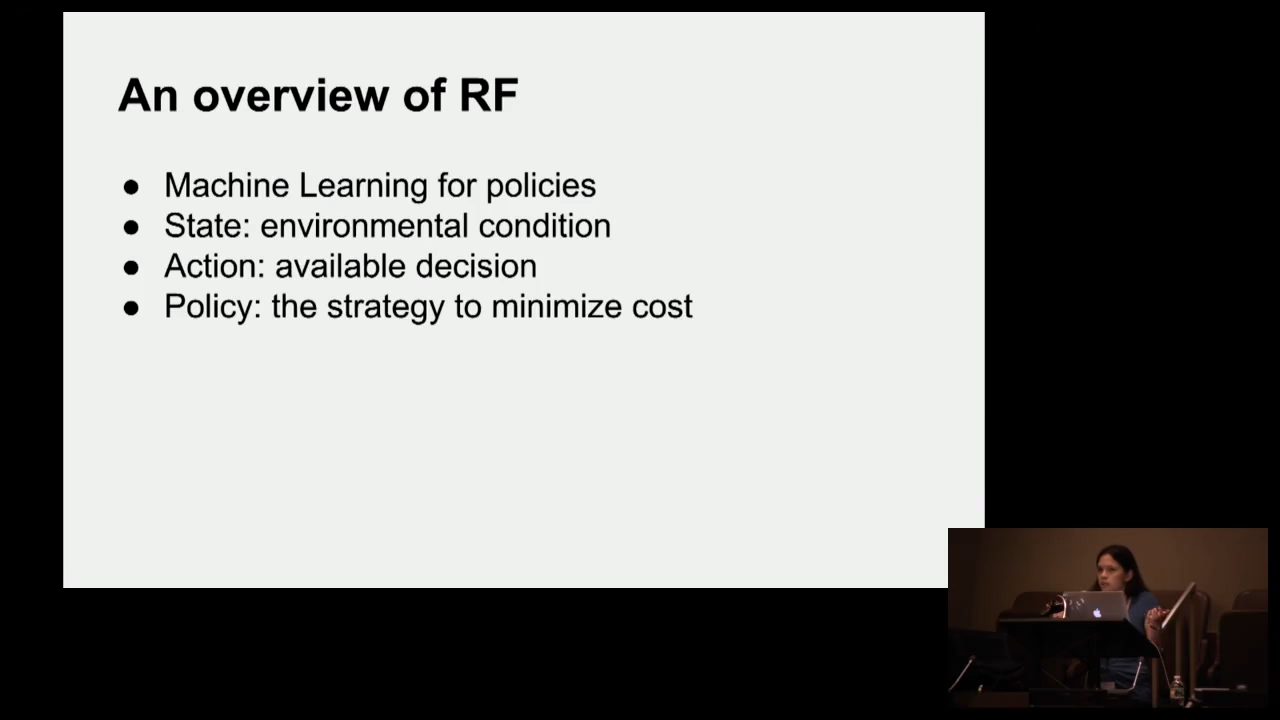 An overview of RF
● Machine Learning for policies
● State: environmental condition
● Action: available decision
● Policy: the strategy to minimize cost